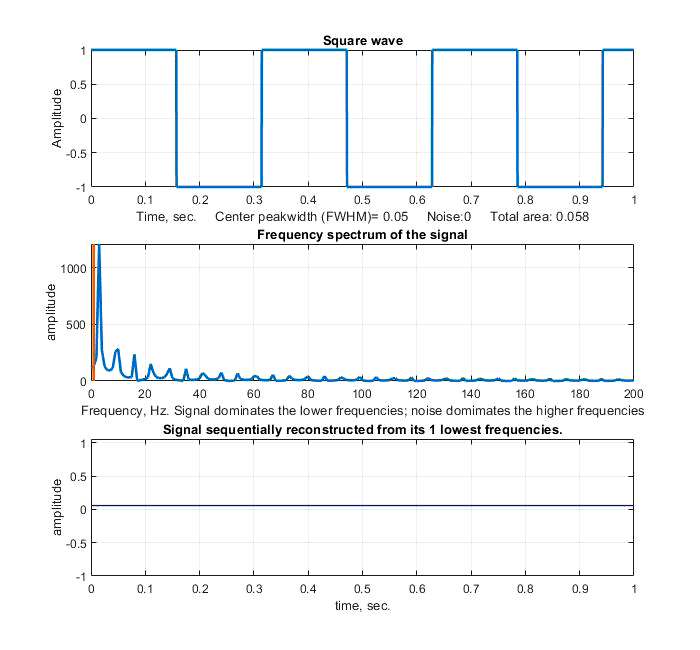 Square wave
1
0.5
0
-0.5
-1
Amplitude
0 0.1 0.2 0.3 0.4 0.5 0.6 0.7 0.8 0.9 1
Time, sec. Center peakwidth (FWHM)= 0.05 Noise:0 Total area: 0.058
Frequency spectrum of the signal
1000
500
0
amplitude
0 20 40 60 80 100 120 140 160 180 200
Frequency, Hz. Signal dominates the lower frequencies; noise domimates the higher frequencies
Signal sequentially reconstructed from its 1 lowest frequencies.
1
0.5
0
-0.5
-1
amplitude
0 0.1 0.2 0.3 0.4 0.5 0.6 0.7 0.8 0.9 1
time, sec.